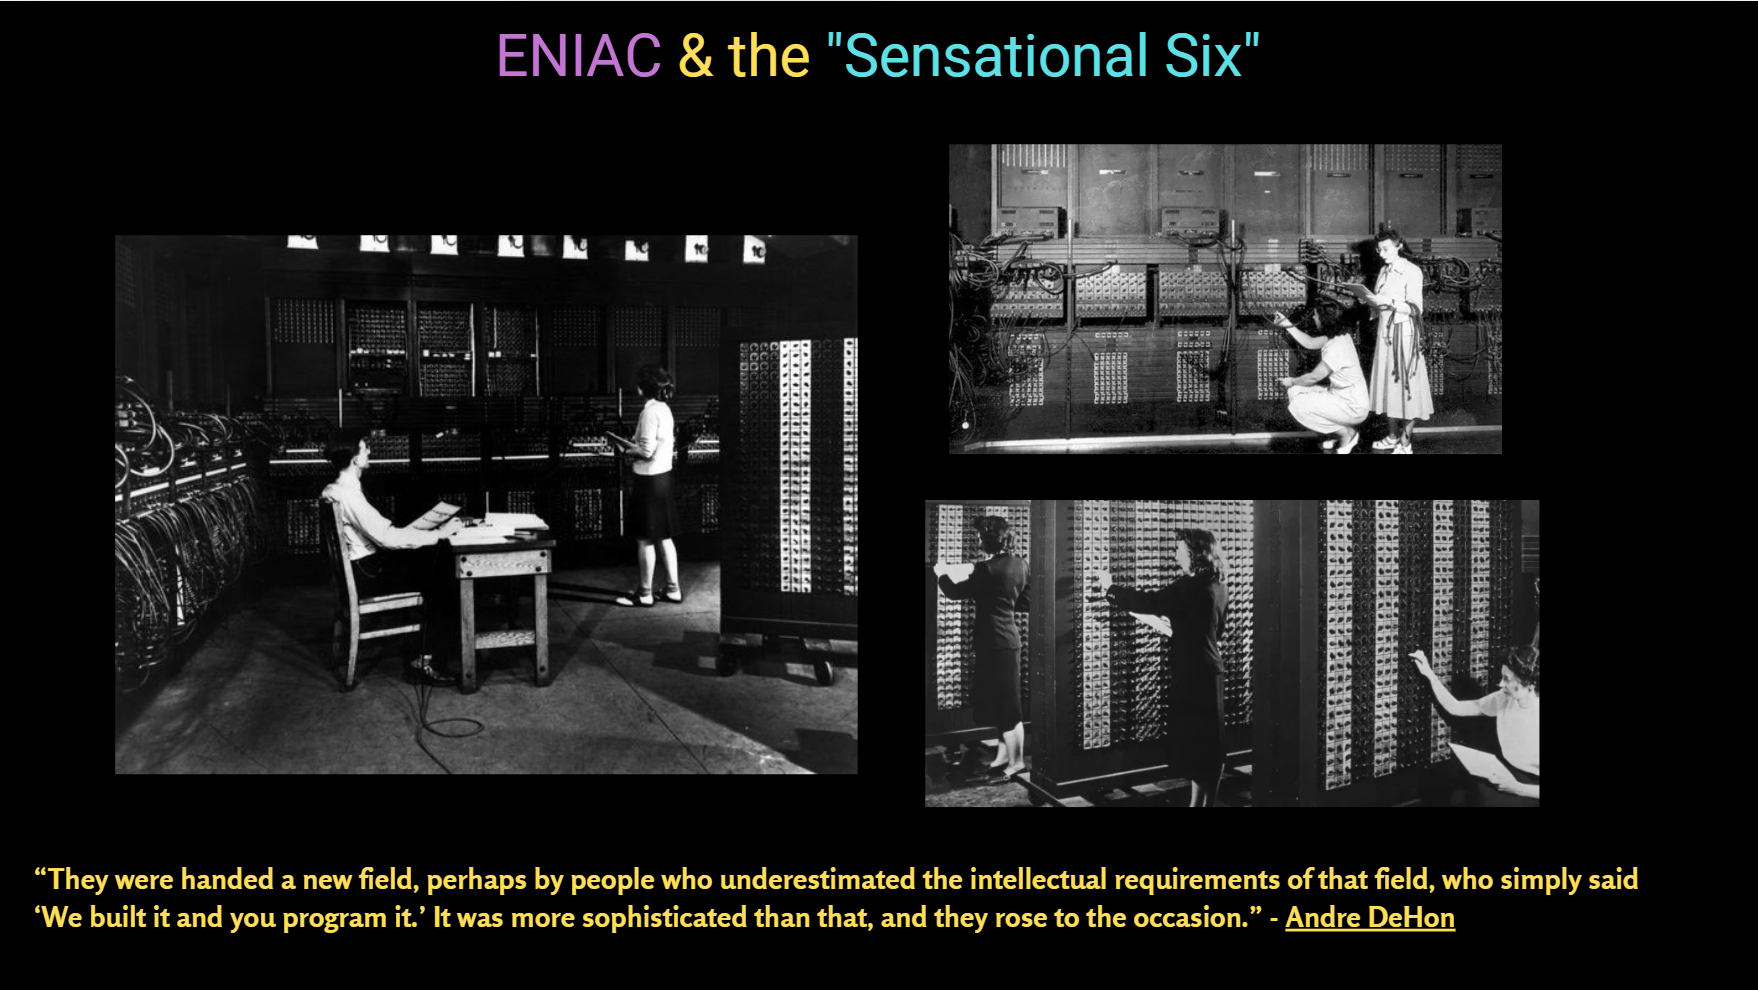 ENIAC & the "Sensational Six"
“They were handed a new field, perhaps by people who underestimated the intellectual requirements of that field, who simply said
‘We built it and you program it.’ It was more sophisticated than that, and they rose to the occasion.” - Andre DeHon